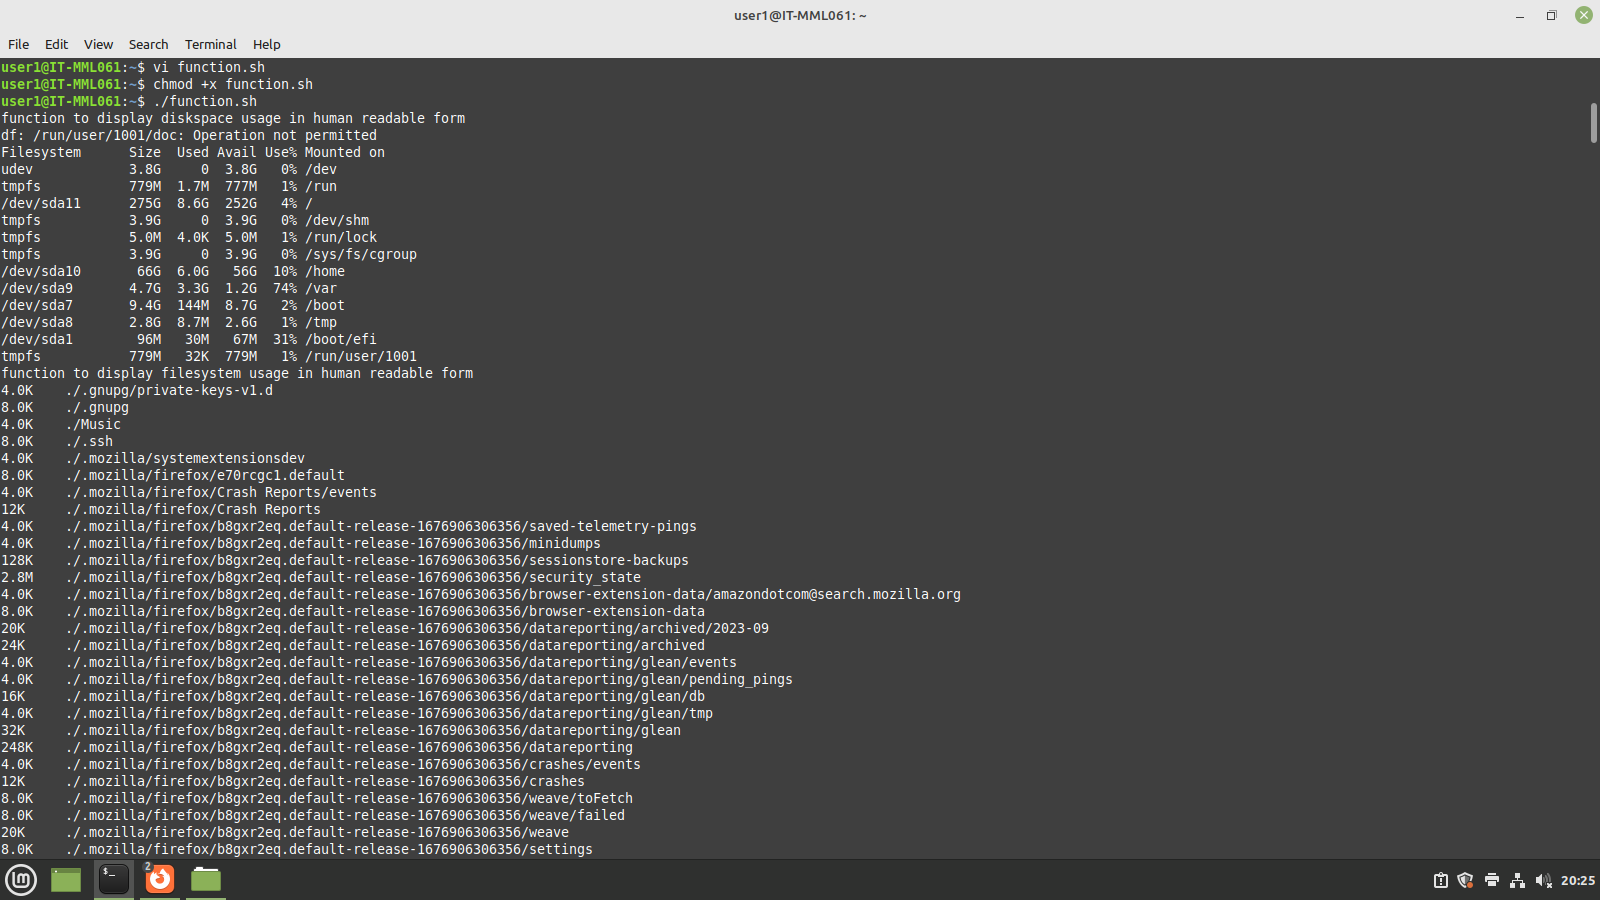 user1@IT-MML061: ~
File Edit View Search Terminal Help
user1@IT-MML061:~$ vi function.sh
user1@IT-MML061:~$ chmod +x function.sh
user1@IT-MML061:~$ ./function.sh
function to display diskspace usage in human readable form
df: /run/user/1001/doc: Operation not permitted
Filesystem      Size  Used Avail Use% Mounted on
udev            3.8G     0  3.8G   0% /dev
tmpfs           779M  1.7M  777M   1% /run
/dev/sda11      275G  8.6G  252G   4% /
tmpfs           3.9G     0  3.9G   0% /dev/shm
tmpfs           5.0M  4.0K  5.0M   1% /run/lock
tmpfs           3.9G     0  3.9G   0% /sys/fs/cgroup
/dev/sda10       66G  6.0G   56G  10% /home
/dev/sda9       4.7G  3.3G  1.2G  74% /var
/dev/sda7       9.4G  144M  8.7G   2% /boot
/dev/sda8       2.8G  8.7M  2.6G   1% /tmp
/dev/sda1        96M   30M   67M  31% /boot/efi
tmpfs           779M   32K  779M   1% /run/user/1001
function to display filesystem usage in human readable form
4.0K    ./.gnupg/private-keys-v1.d
8.0K    ./.gnupg
4.0K    ./Music
8.0K    ./.ssh
4.0K    ./.mozilla/systemextensionsdev
8.0K    ./.mozilla/firefox/e70rcgc1.default
4.0K    ./.mozilla/firefox/Crash Reports/events
12K     ./.mozilla/firefox/Crash Reports
4.0K    ./.mozilla/firefox/b8gxr2eq.default-release-1676906306356/saved-telemetry-pings
4.0K    ./.mozilla/firefox/b8gxr2eq.default-release-1676906306356/minidumps
128K    ./.mozilla/firefox/b8gxr2eq.default-release-1676906306356/sessionstore-backups
2.8M    ./.mozilla/firefox/b8gxr2eq.default-release-1676906306356/security_state
4.0K    ./.mozilla/firefox/b8gxr2eq.default-release-1676906306356/browser-extension-data/amazondotcom@search.mozilla.org
8.0K    ./.mozilla/firefox/b8gxr2eq.default-release-1676906306356/browser-extension-data
20K     ./.mozilla/firefox/b8gxr2eq.default-release-1676906306356/datareporting/archived/2023-09
24K     ./.mozilla/firefox/b8gxr2eq.default-release-1676906306356/datareporting/archived
4.0K    ./.mozilla/firefox/b8gxr2eq.default-release-1676906306356/datareporting/glean/events
4.0K    ./.mozilla/firefox/b8gxr2eq.default-release-1676906306356/datareporting/glean/pending_pings
16K     ./.mozilla/firefox/b8gxr2eq.default-release-1676906306356/datareporting/glean/db
4.0K    ./.mozilla/firefox/b8gxr2eq.default-release-1676906306356/datareporting/glean/tmp
32K     ./.mozilla/firefox/b8gxr2eq.default-release-1676906306356/datareporting/glean
248K    ./.mozilla/firefox/b8gxr2eq.default-release-1676906306356/datareporting
4.0K    ./.mozilla/firefox/b8gxr2eq.default-release-1676906306356/crashes/events
12K     ./.mozilla/firefox/b8gxr2eq.default-release-1676906306356/crashes
8.0K    ./.mozilla/firefox/b8gxr2eq.default-release-1676906306356/weave/toFetch
8.0K    ./.mozilla/firefox/b8gxr2eq.default-release-1676906306356/weave/failed
20K     ./.mozilla/firefox/b8gxr2eq.default-release-1676906306356/weave
8.0K    ./.mozilla/firefox/b8gxr2eq.default-release-1676906306356/settings
$_ 2 20:25